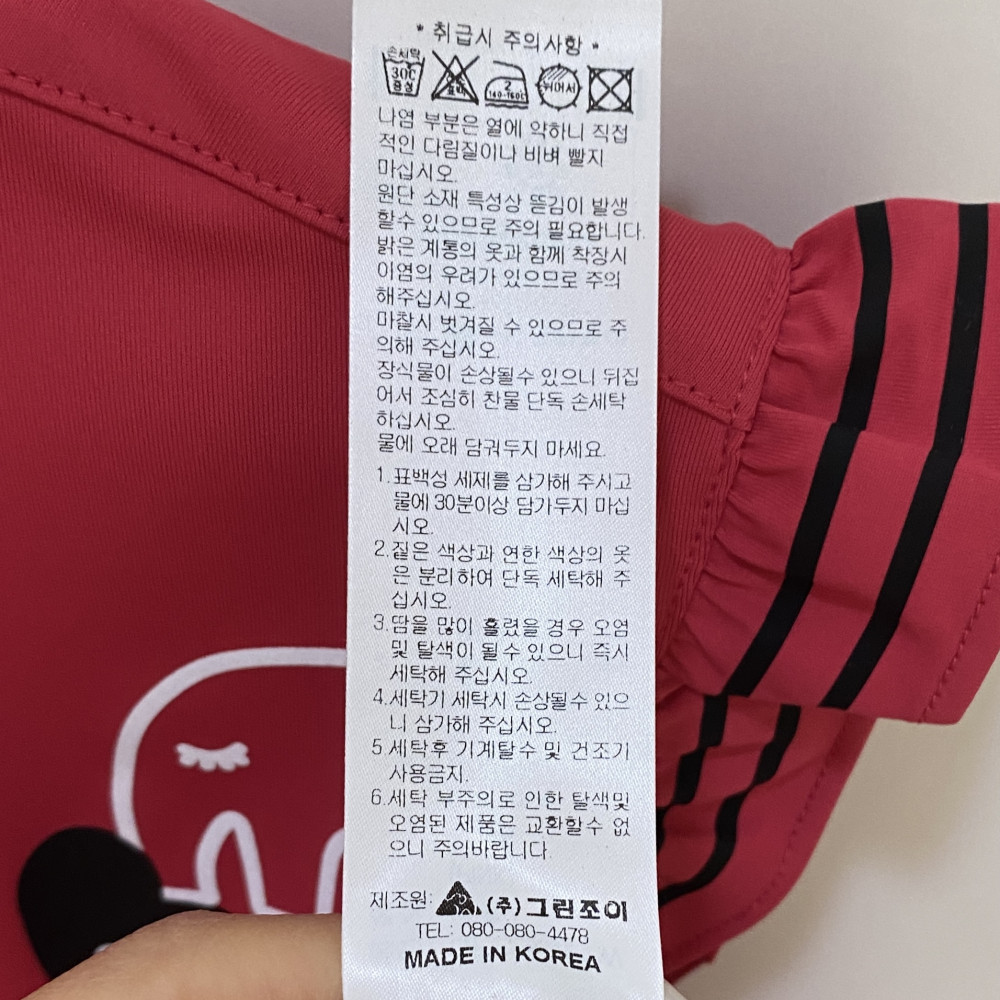 * 취급시 주의사항 *
손세탁
30℃
중성
표백
2
140-160℃
뉘어서
나염 부분은 열에 약하니 직접
적인 다림질이나 비벼 빨지
마십시오.
원단 소재 특성상 뜯김이 발생
할수 있으므로 주의 필요합니다.
밝은 계통의 옷과 함께 착장시
이염의 우려가 있으므로 주의
해주십시오.
마찰시 벗겨질 수 있으므로 주
의해 주십시오.
장식물이 손상될수 있으니 뒤집
어서 조심히 찬물 단독 손세탁
하십시오.
물에 오래 담궈두지 마세요.
1.표백성 세제를 삼가해 주시고
물에 30분이상 담가두지 마십
시오.
2.짙은 색상과 연한 색상의 옷
은 분리하여 단독 세탁해 주
십시오.
3.땀을 많이 흘렸을 경우 오염
및 탈색이 될수 있으니 즉시
세탁해 주십시오.
4.세탁기 세탁시 손상될수 있으
니 삼가해 주십시오.
5.세탁후 기계탈수 및 건조기
사용금지.
6.세탁 부주의로 인한 탈색및
오염된 제품은 교환할수 없
으니 주의바랍니다.
제조원: (주)그린조이
TEL: 080-080-4478
MADE IN KOREA